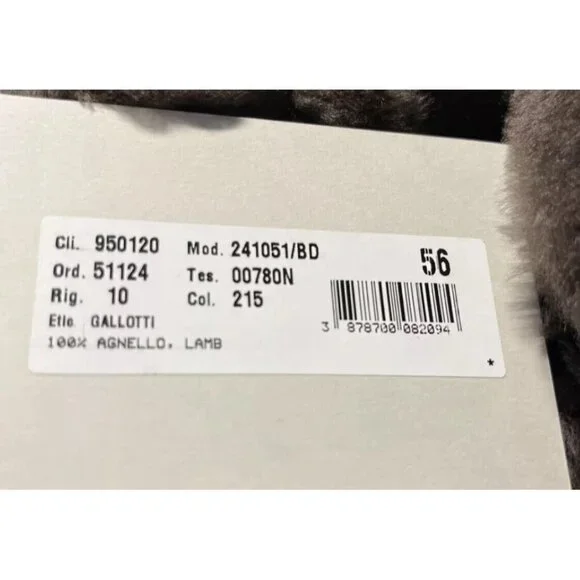 Cli. 950120 Mod. 241051/BD 56
Ord. 51124 Tes. 00780N
Rig. 10 Col. 215
3 878700 082094
Etic. GALLOTTI
100% AGNELLO, LAMB
*